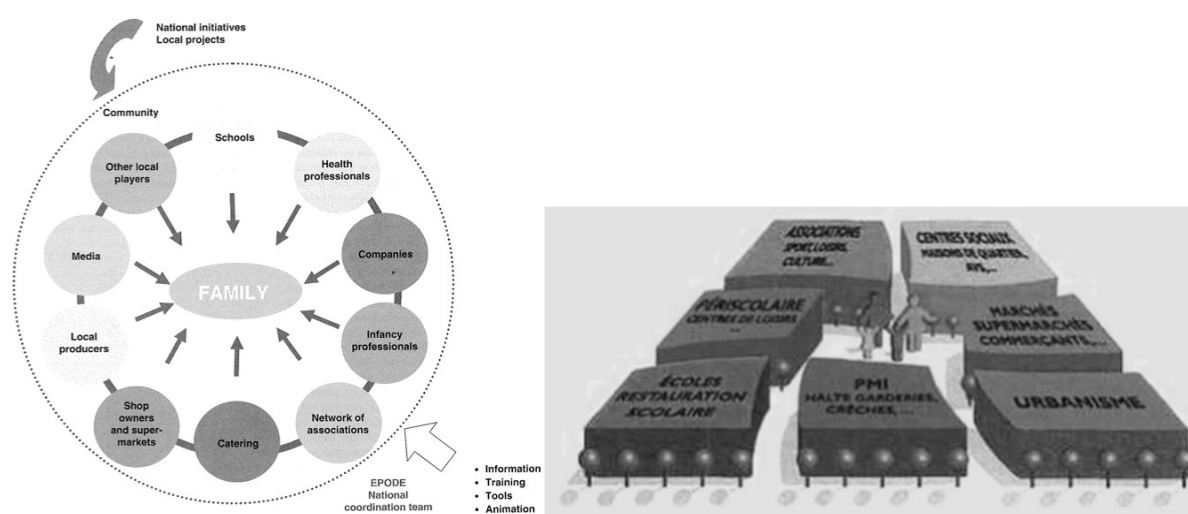 National initiatives
Local projects
Community
Schools
Other local
players
Health
professionals
Media
Companies
FAMILY
Local
producers
Infancy
professionals
Shop
owners
and super-
markets
Catering
Network of
associations
EPODE
National
coordination team
• Information
• Training
• Tools
• Animation
ASSOCIATIONS
SPORT, LOISIRS,
CULTURE...
CENTRES SOCIAUX
MAISONS DE QUARTIER,
AVS,...
PÉRISCOLAIRE
CENTRES DE LOISIRS
...
MARCHÉS
SUPERMARCHÉS
COMMERÇANTS,...
ÉCOLES
RESTAURATION
SCOLAIRE
PMI
HALTE GARDERIES,
CRÈCHES, ...
URBANISME